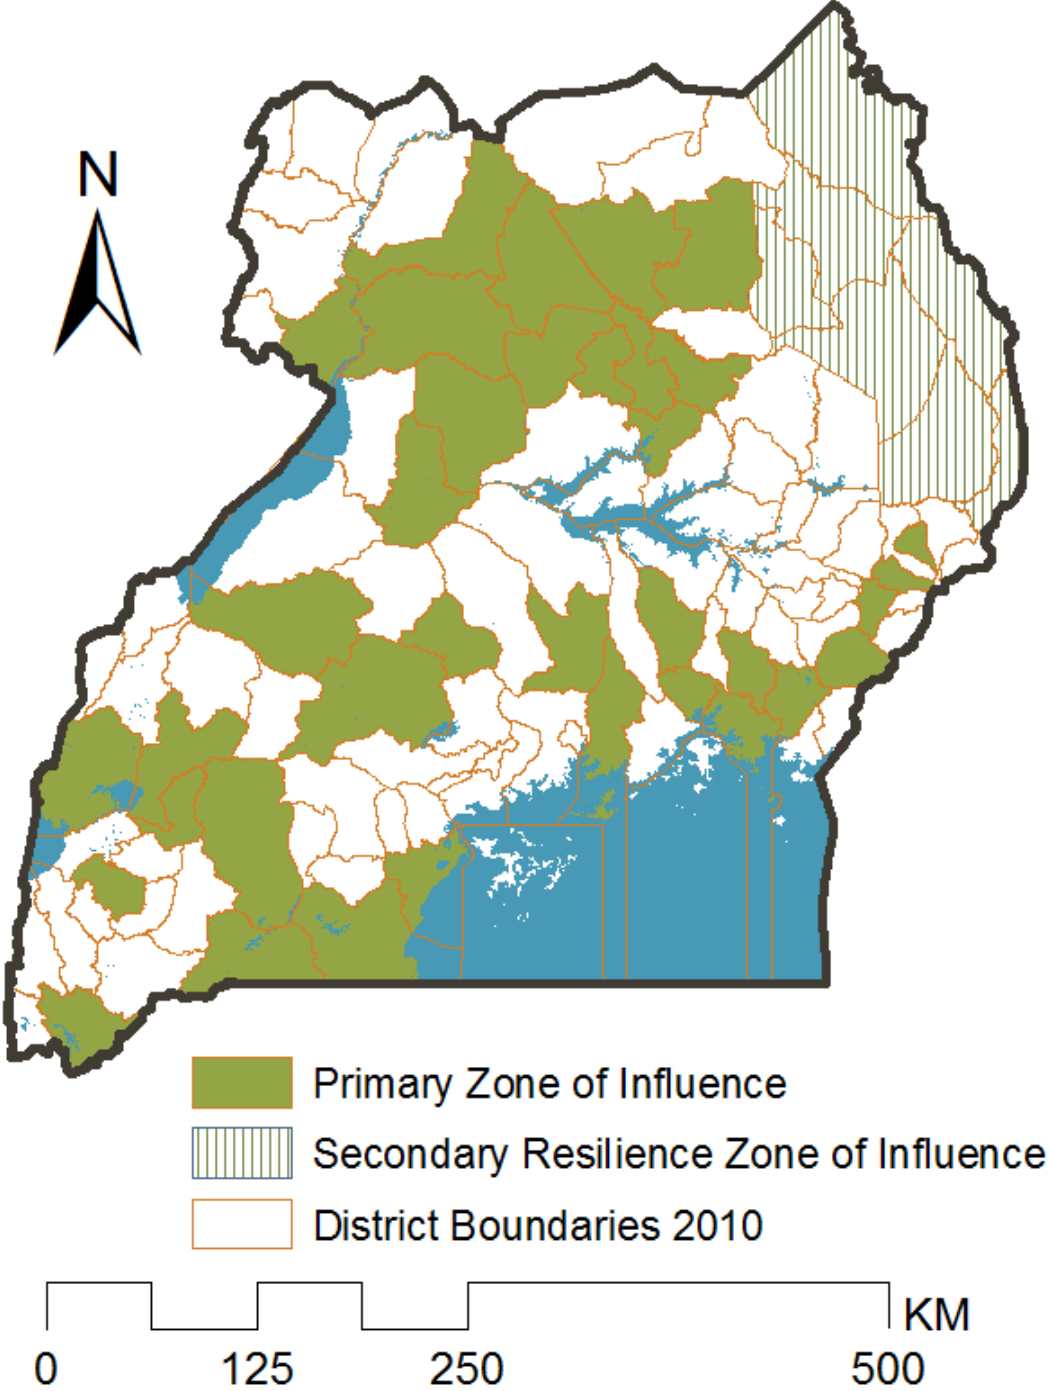 N
Primary Zone of Influence
Secondary Resilience Zone of Influence
District Boundaries 2010
KM
0 125 250 500